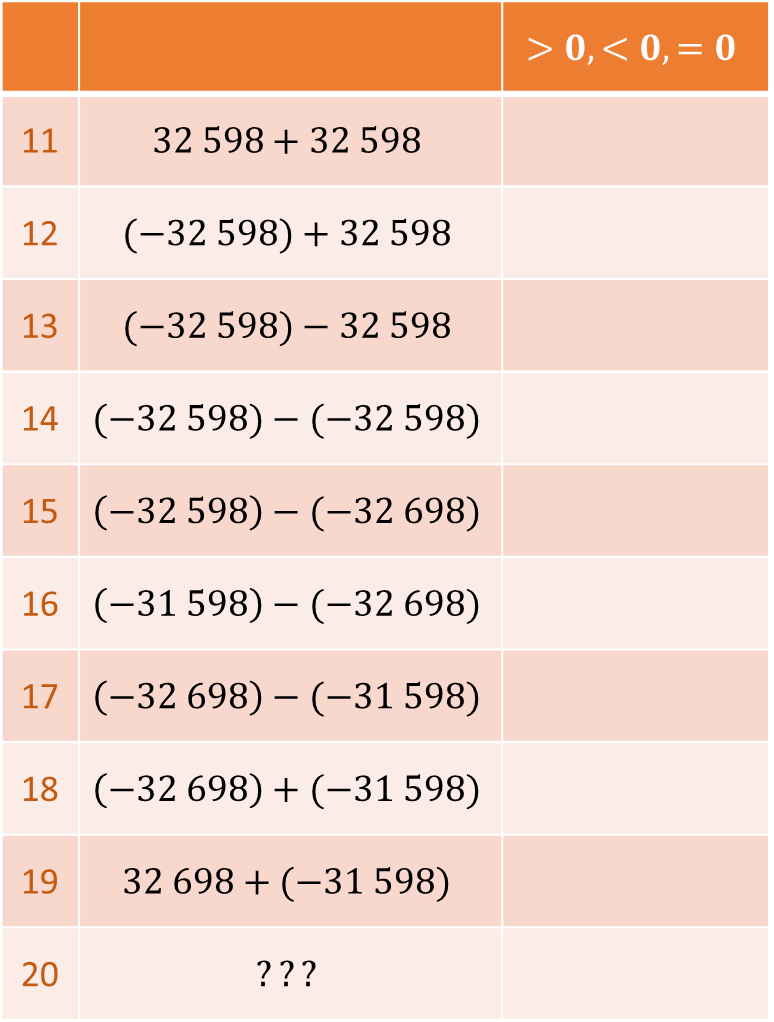 > 0, < 0, = 0
11 32 598 + 32 598
12 (−32 598) + 32 598
13 (−32 598) − 32 598
14 (−32 598) − (−32 598)
15 (−32 598) − (−32 698)
16 (−31 598) − (−32 698)
17 (−32 698) − (−31 598)
18 (−32 698) + (−31 598)
19 32 698 + (−31 598)
20 ???